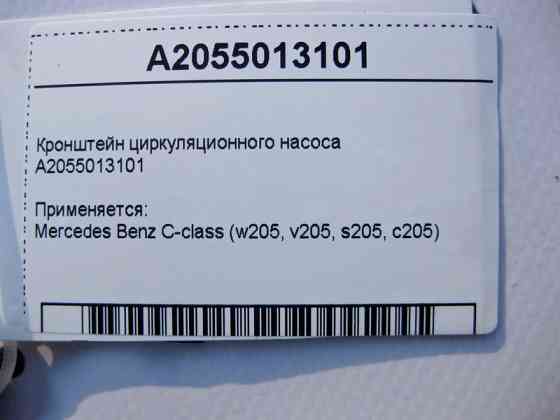 A2055013101
Кронштейн циркуляционного насоса
A2055013101
Применяется:
Mercedes Benz C-class (w205, v205, s205, c205)